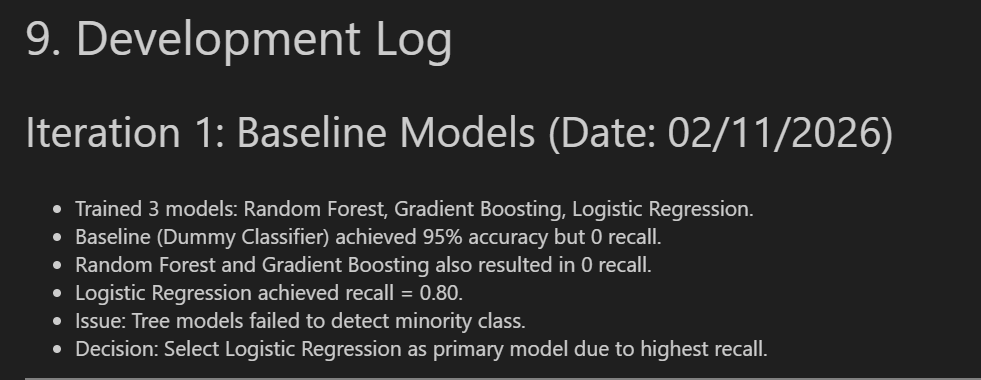 9. Development Log
Iteration 1: Baseline Models (Date: 02/11/2026)
• Trained 3 models: Random Forest, Gradient Boosting, Logistic Regression.
• Baseline (Dummy Classifier) achieved 95% accuracy but 0 recall.
• Random Forest and Gradient Boosting also resulted in 0 recall.
• Logistic Regression achieved recall = 0.80.
• Issue: Tree models failed to detect minority class.
• Decision: Select Logistic Regression as primary model due to highest recall.